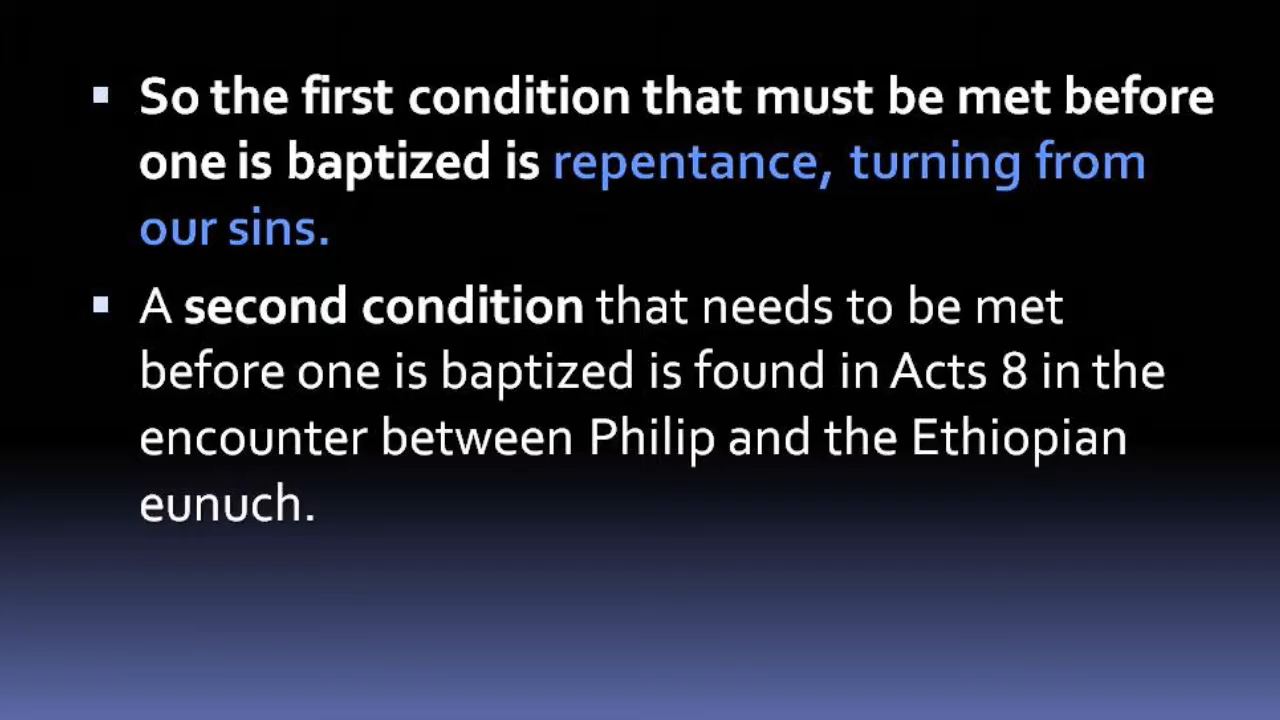 ▪ So the first condition that must be met before
one is baptized is repentance, turning from
our sins.
▪ A second condition that needs to be met
before one is baptized is found in Acts 8 in the
encounter between Philip and the Ethiopian
eunuch.